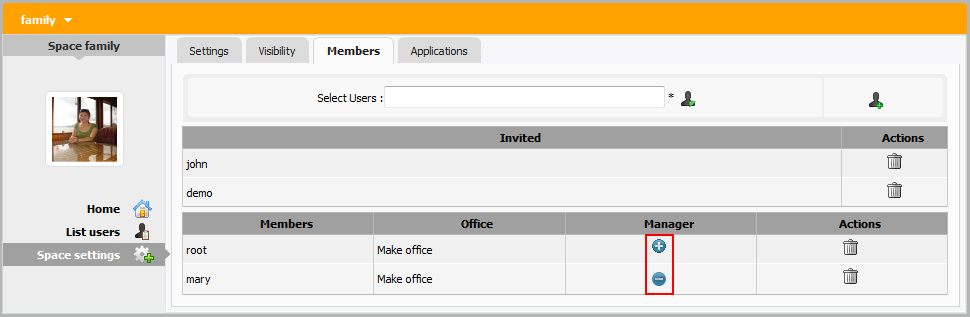 family
Space family
Settings Visibility Members Applications
Select Users : *
Invited Actions
john
demo
Home
List users
Space settings
Members Office Manager Actions
root Make office
mary Make office